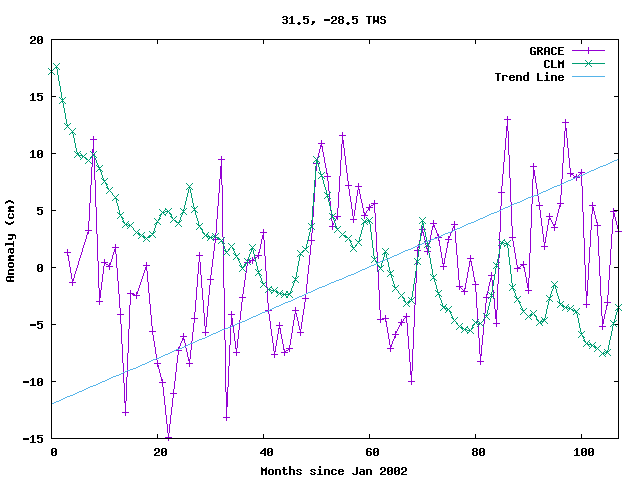 31.5, -28.5 TWS
GRACE
CLM
Trend Line
20
15
10
5
0
-5
-10
-15
Anomaly (cm)
0 20 40 60 80 100
Months since Jan 2002